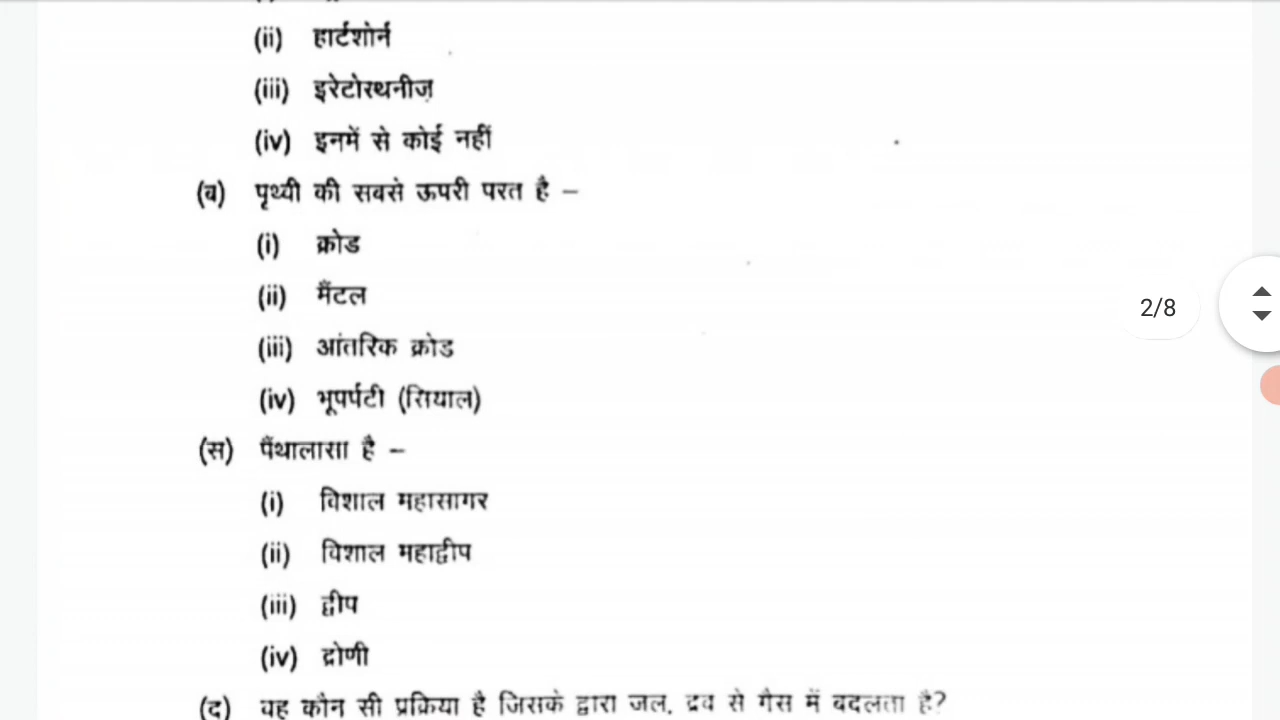 (ii) हार्टशोर्न
(iii) इरेटोरथनीज़
(iv) इनमें से कोई नहीं
(ब) पृथ्वी की सबसे ऊपरी परत है –
(i) क्रोड
(ii) मैंटल
(iii) आंतरिक क्रोड
(iv) भूपर्पटी (सियाल)
(स) पैंथालासा है –
(i) विशाल महासागर
(ii) विशाल महाद्वीप
(iii) द्वीप
(iv) द्रोणी
(द) वह कौन सी प्रक्रिया है जिसके द्वारा जल, द्रव से गैस में बदलता है?
2/8